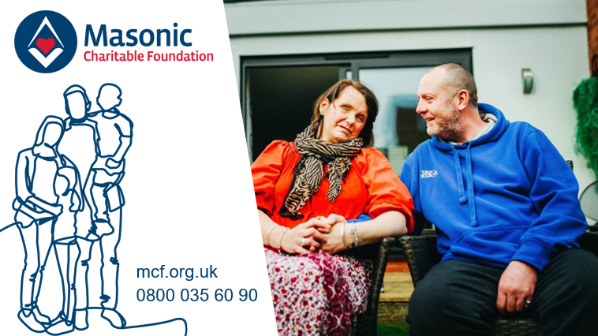 Masonic
Charitable Foundation
mcf.org.uk
0800 035 60 90